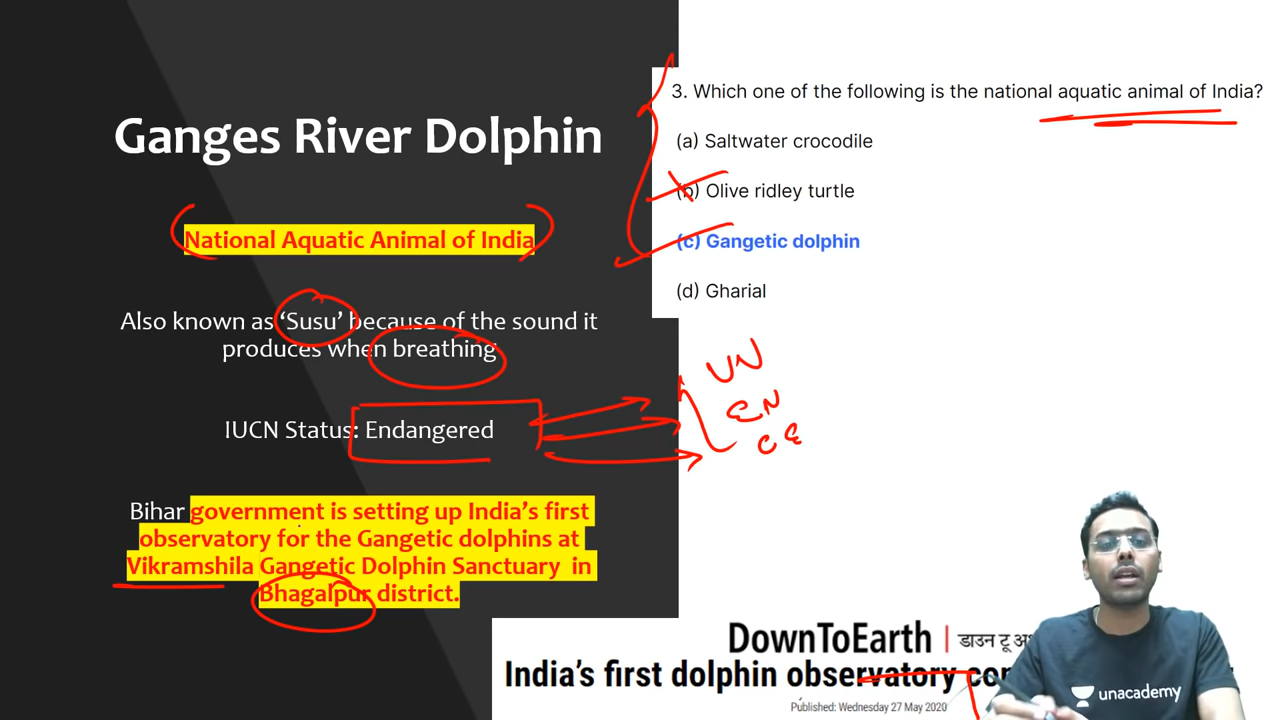 Ganges River Dolphin
National Aquatic Animal of India
Also known as ‘Susu’ because of the sound it
produces when breathing
IUCN Status: Endangered
Bihar government is setting up India’s first
observatory for the Gangetic dolphins at
Vikramshila Gangetic Dolphin Sanctuary in
Bhagalpur district.
3. Which one of the following is the national aquatic animal of India?
(a) Saltwater crocodile
(b) Olive ridley turtle
(c) Gangetic dolphin
(d) Gharial
VN
EN
CE
DownToEarth | डाउन टू
India’s first dolphin observatory
Published: Wednesday 27 May 2020
unacademy